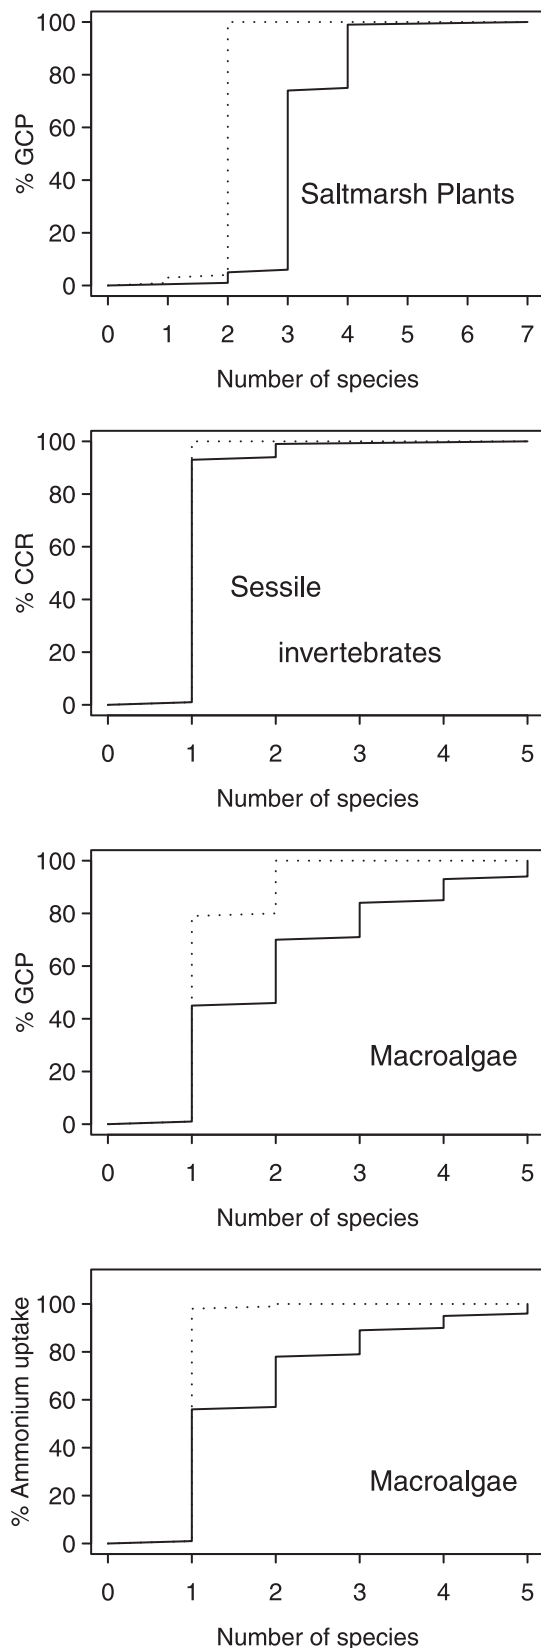 100
80
60
40
20
0
% GCP
Saltmarsh Plants
0 1 2 3 4 5 6 7
Number of species
100
80
60
40
20
0
% CCR
Sessile
invertebrates
0 1 2 3 4 5
Number of species
100
80
60
40
20
0
% GCP
Macroalgae
0 1 2 3 4 5
Number of species
100
80
60
40
20
0
% Ammonium uptake
Macroalgae
0 1 2 3 4 5
Number of species